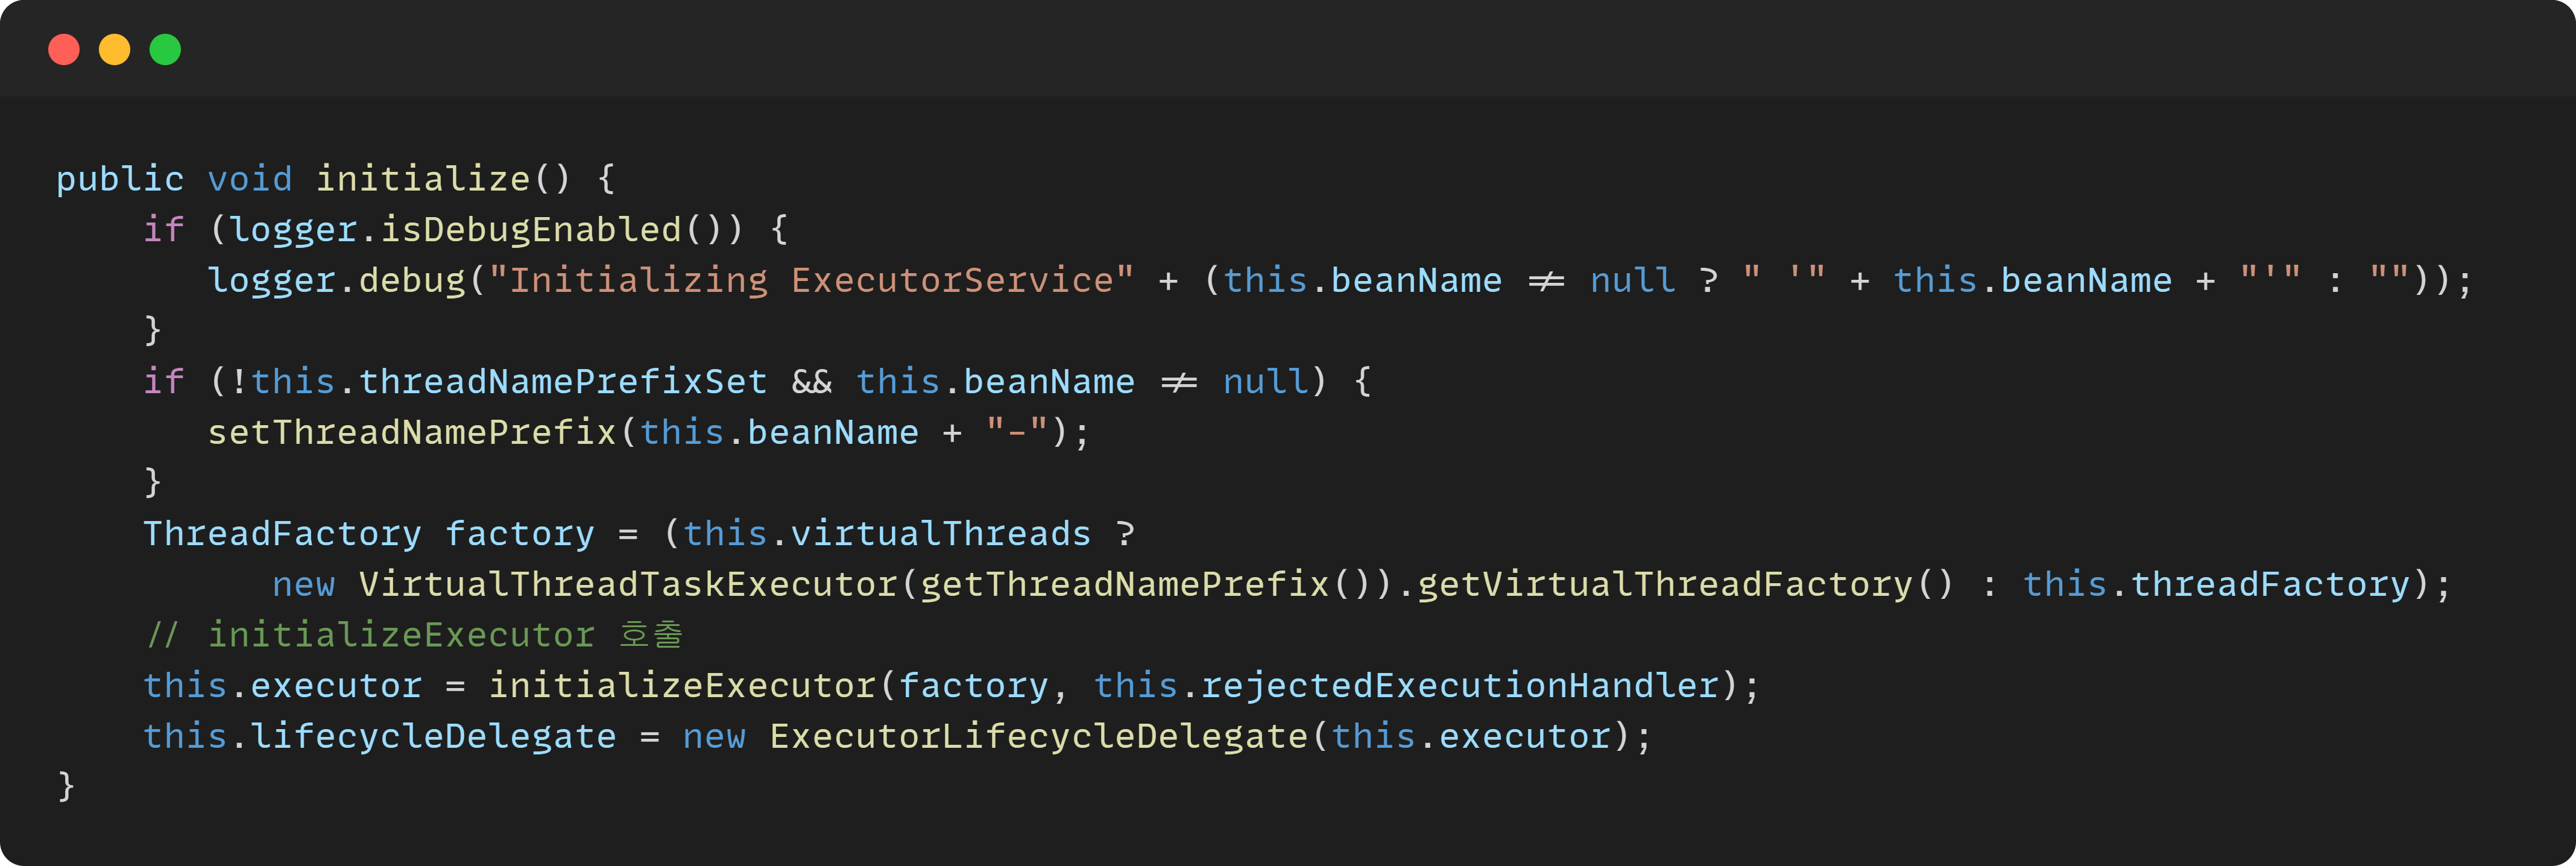 public void initialize() {
    if (logger.isDebugEnabled()) {
       logger.debug("Initializing ExecutorService" + (this.beanName != null ? " '" + this.beanName + "'" : ""));
    }
    if (!this.threadNamePrefixSet && this.beanName != null) {
       setThreadNamePrefix(this.beanName + "-");
    }
    ThreadFactory factory = (this.virtualThreads ?
          new VirtualThreadTaskExecutor(getThreadNamePrefix()).getVirtualThreadFactory() : this.threadFactory);
    // initializeExecutor 호출
    this.executor = initializeExecutor(factory, this.rejectedExecutionHandler);
    this.lifecycleDelegate = new ExecutorLifecycleDelegate(this.executor);
}